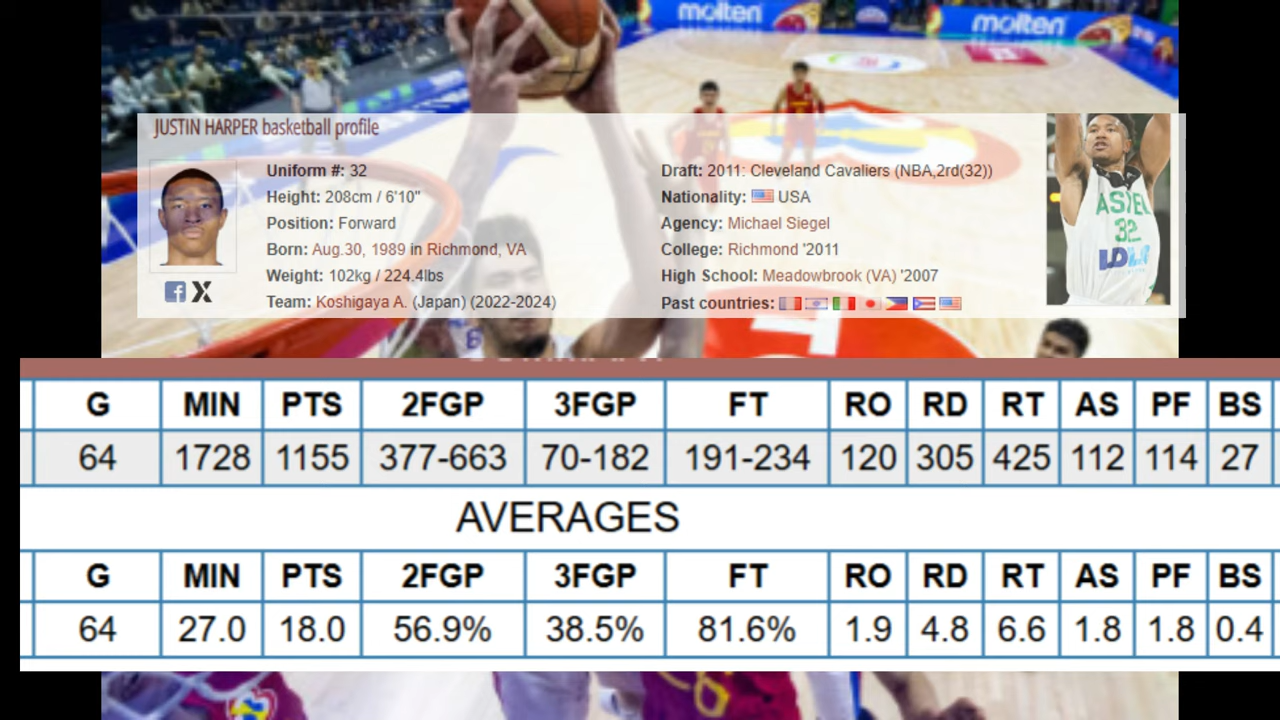 molten
molten
JUSTIN HARPER basketball profile
Uniform #: 32
Height: 208cm / 6'10"
Position: Forward
Born: Aug.30, 1989 in Richmond, VA
Weight: 102kg / 224.4lbs
Team: Koshigaya A. (Japan) (2022-2024)
Draft: 2011: Cleveland Cavaliers (NBA,2rd(32))
Nationality: USA
Agency: Michael Siegel
College: Richmond '2011
High School: Meadowbrook (VA) '2007
Past countries:
32
G MIN PTS 2FGP 3FGP FT RO RD RT AS PF BS
64 1728 1155 377-663 70-182 191-234 120 305 425 112 114 27
AVERAGES
G MIN PTS 2FGP 3FGP FT RO RD RT AS PF BS
64 27.0 18.0 56.9% 38.5% 81.6% 1.9 4.8 6.6 1.8 1.8 0.4